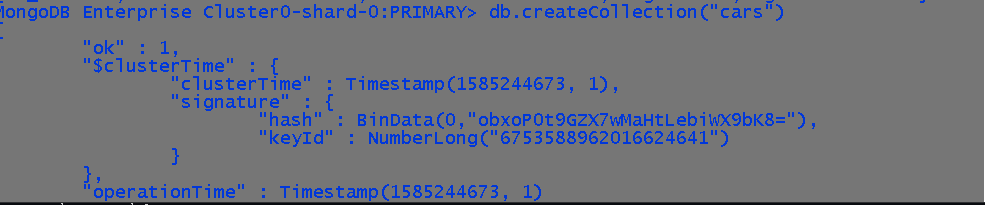 MongoDB Enterprise Cluster0-shard-0:PRIMARY> db.createCollection("cars")
{
"ok" : 1,
"$clusterTime" : {
"clusterTime" : Timestamp(1585244673, 1),
"signature" : {
"hash" : BinData(0,"obxoPOt9GZX7wMaHtLebiWX9bK8="),
"keyId" : NumberLong("6753588962016624641")
}
},
"operationTime" : Timestamp(1585244673, 1)